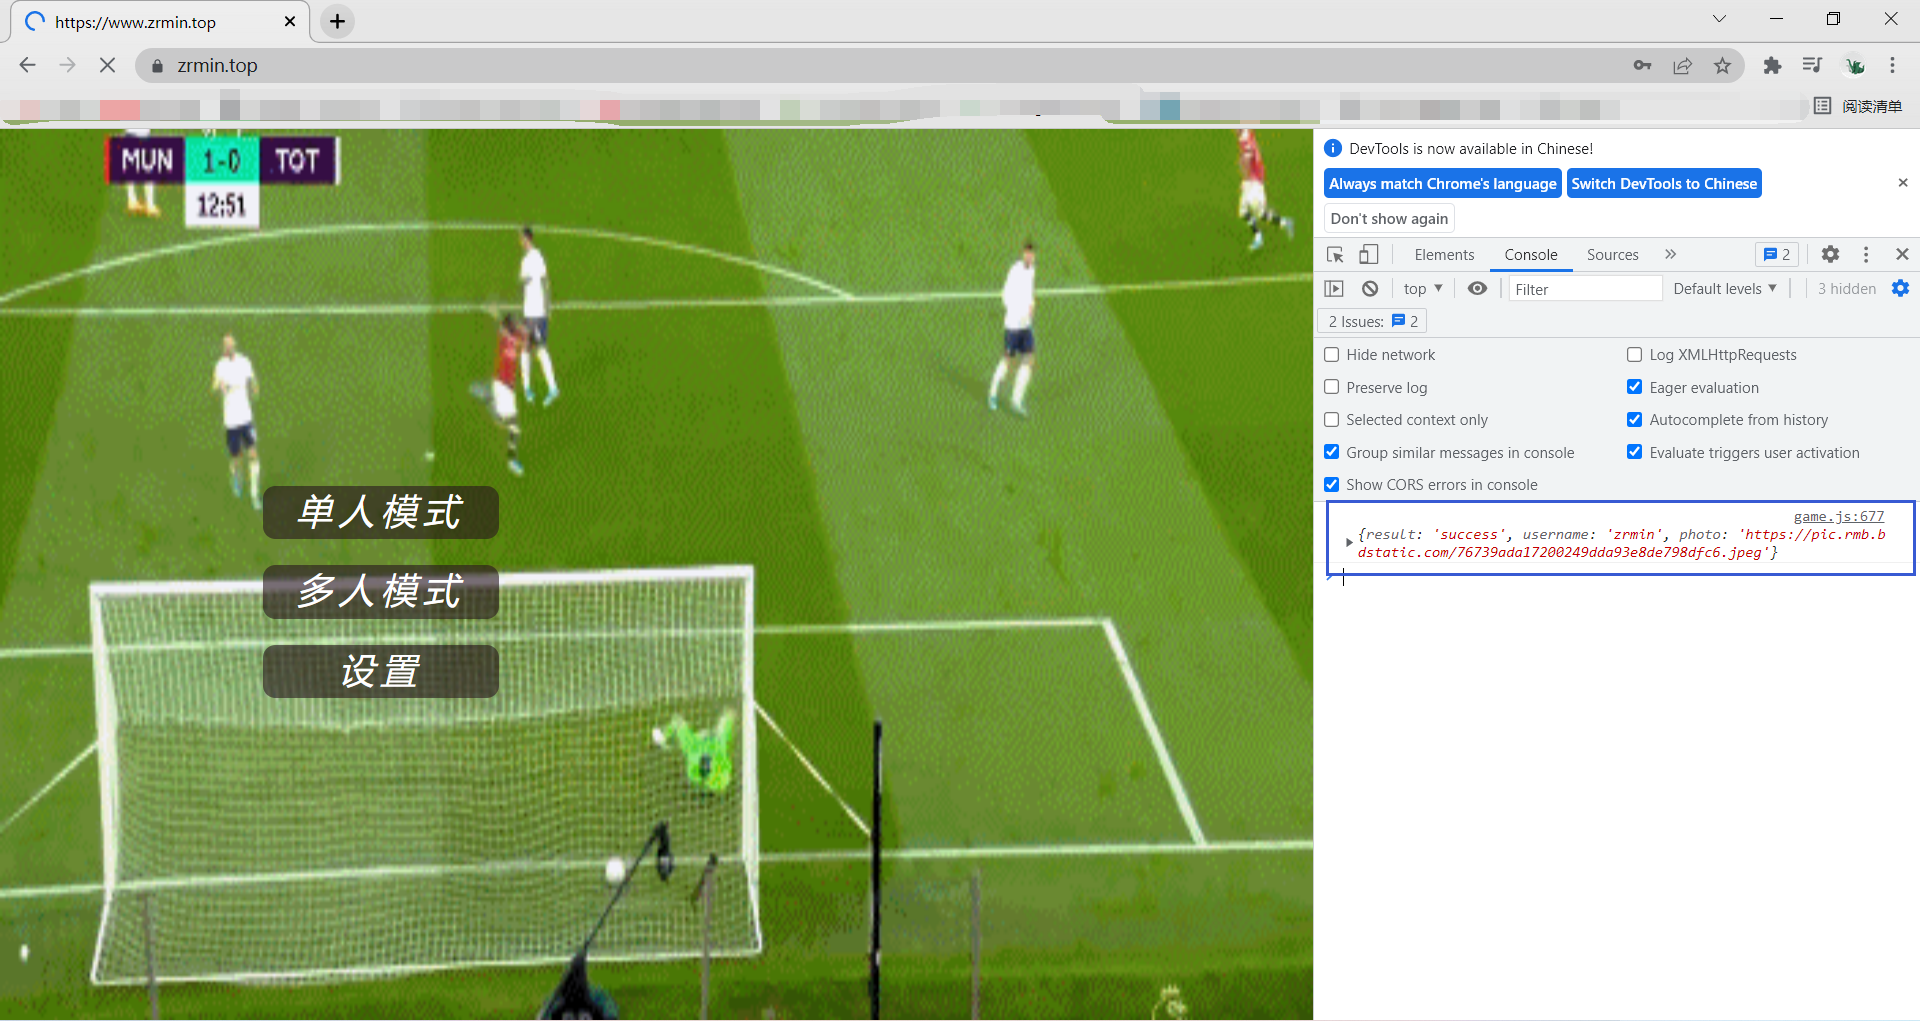 https://www.zrmin.top
zrmin.top
阅读清单
MUN 1-0 TOT
12:51
单人模式
多人模式
设置
DevTools is now available in Chinese!
Always match Chrome's language
Switch DevTools to Chinese
Don't show again
Elements
Console
Sources
2
top
Filter
Default levels
3 hidden
2 Issues:
2
Hide network
Log XMLHttpRequests
Preserve log
Eager evaluation
Selected context only
Autocomplete from history
Group similar messages in console
Evaluate triggers user activation
Show CORS errors in console
game.js:677
{result: 'success', username: 'zrmin', photo: 'https://pic.rmb.b
dstatic.com/76739ada17200249dda93e8de798dfc6.jpeg'}